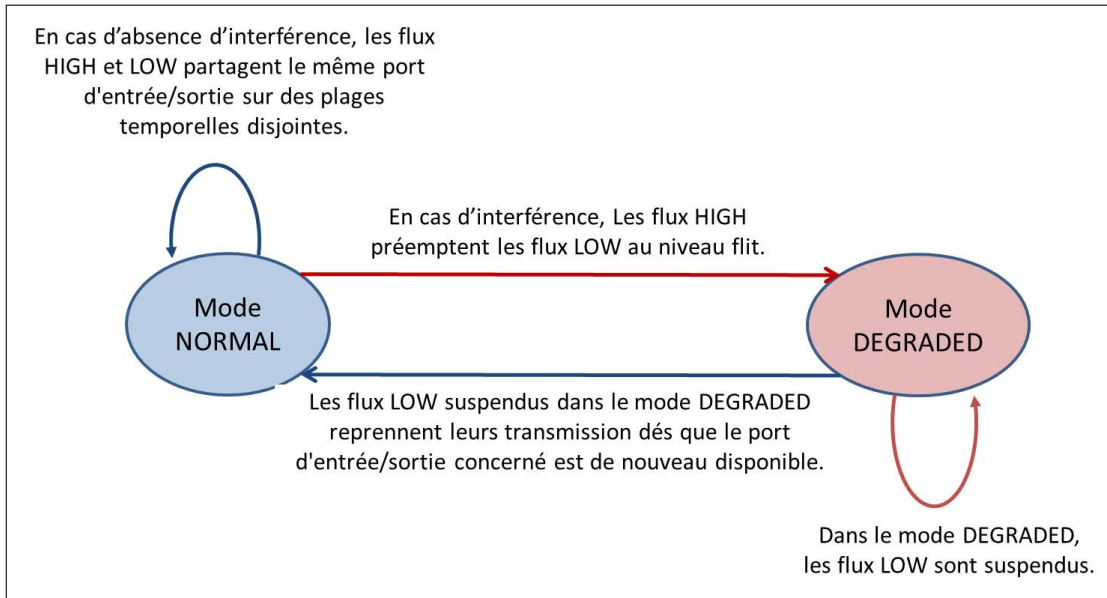 En cas d'absence d'interférence, les flux
HIGH et LOW partagent le même port
d'entrée/sortie sur des plages
temporelles disjointes.
En cas d'interférence, Les flux HIGH
préemptent les flux LOW au niveau flit.
Mode
NORMAL
Mode
DEGRADED
Les flux LOW suspendus dans le mode DEGRADED
reprennent leurs transmission dés que le port
d'entrée/sortie concerné est de nouveau disponible.
Dans le mode DEGRADED,
les flux LOW sont suspendus.